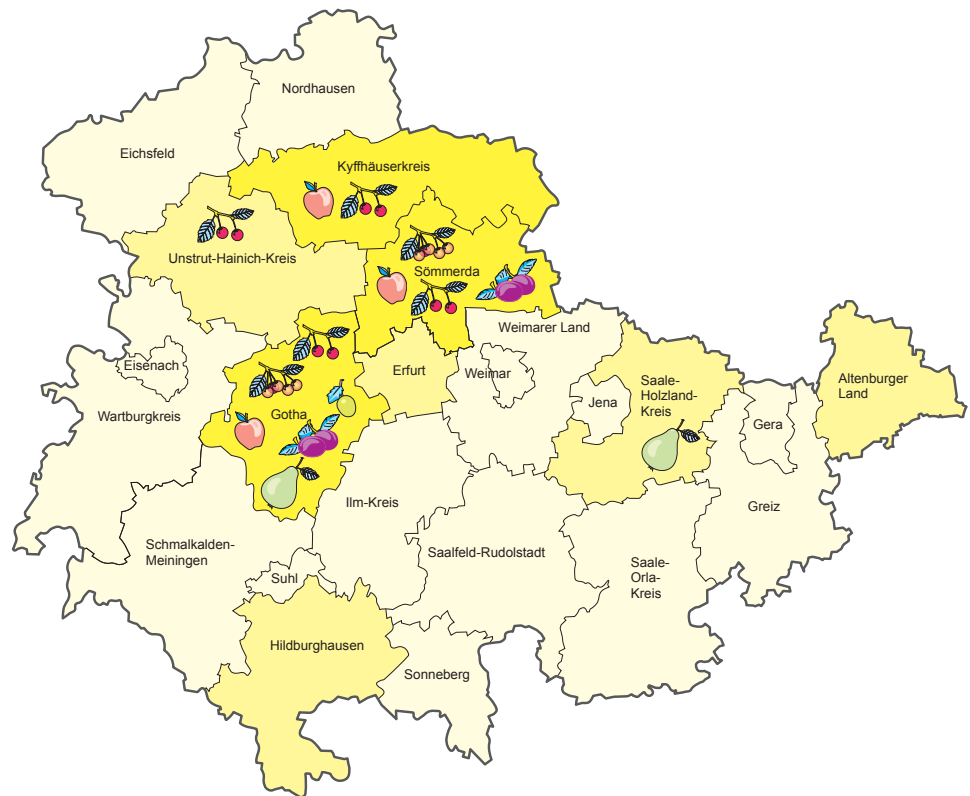 Nordhausen
Eichsfeld
Kyffhäuserkreis
Unstrut-Hainich-Kreis
Sömmerda
Weimarer Land
Eisenach
Erfurt
Weimar
Saale-
Holzland-
Kreis
Altenburger
Land
Jena
Gera
Wartburgkreis
Gotha
Ilm-Kreis
Greiz
Schmalkalden-
Meiningen
Saalfeld-Rudolstadt
Suhl
Saale-
Orla-
Kreis
Hildburghausen
Sonneberg